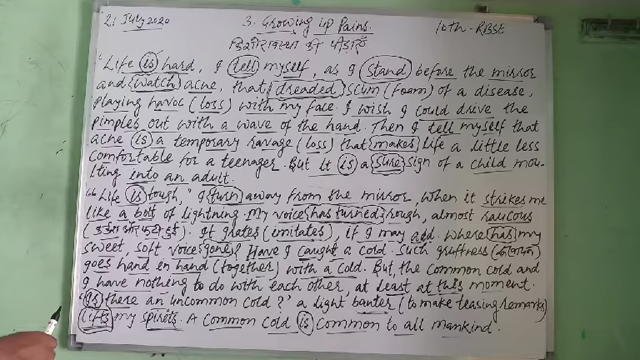 21 July 2020 3. Growing up Pains. 10th - RBSE
किशोरावस्था की पीड़ाएँ
"Life is hard, I tell myself, as I stand before the mirror
and watch acne, that dreaded scum (foam) of a disease,
playing havoc (loss) with my face. I wish I could drive the
pimples out with a wave of the hand. Then I tell myself that
acne is a temporary ravage (loss) that makes life a little less
comfortable for a teenager. But it is a sure sign of a child mou-
lting into an adult.
"Life is tough," I turn away from the mirror, when it strikes me
like a bolt of lightning. My voice has turned rough, almost raucous
It grates (irritates), if I may add. Where has my
sweet, soft voice gone? Have I caught a cold. Such gruffness
goes hand in hand (together) with a cold. But the common cold and
I have nothing to do with each other, at least at this moment.
"Is there an uncommon cold?" a light banter (to make teasing remarks)
lifts my spirits. A common cold is common to all mankind.